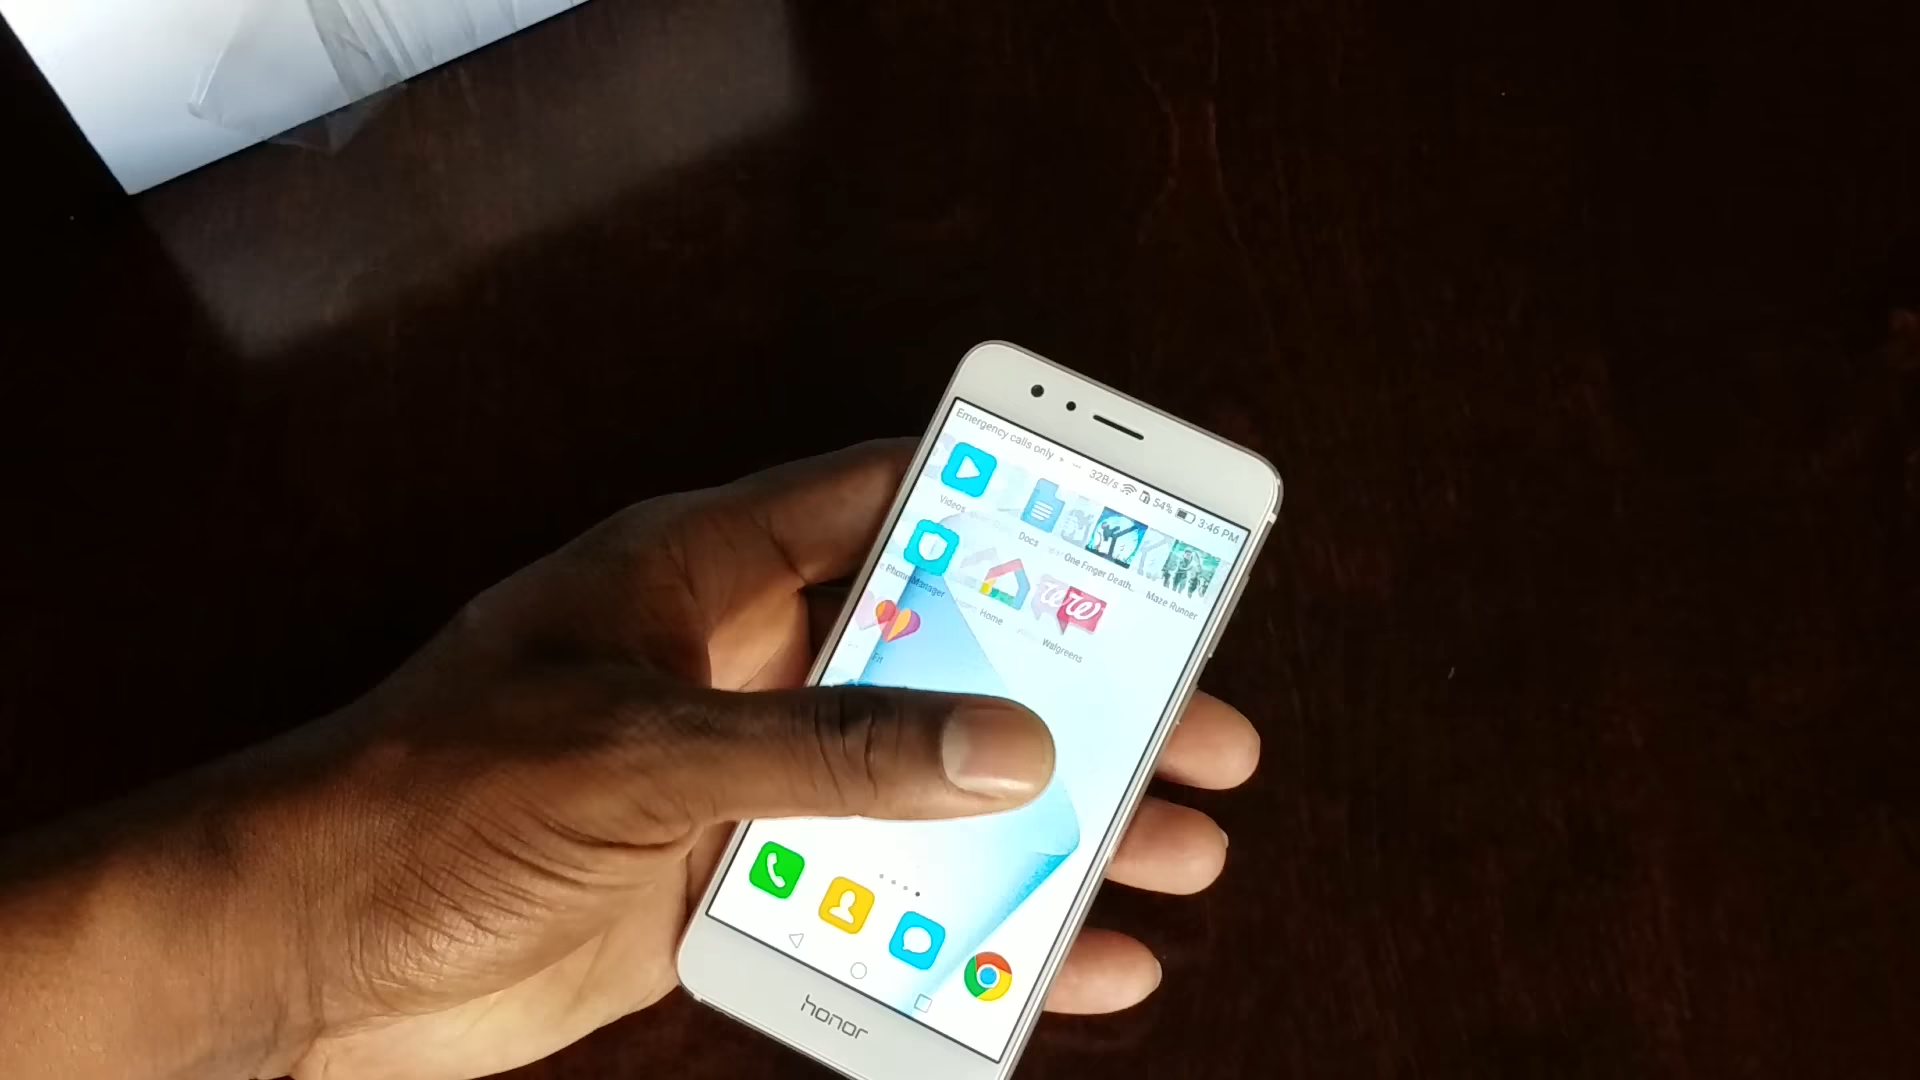 Emergency calls only
32B/s 54% 3:46 PM
Videos
Docs
One Finger Death...
Maze Runner
Phone Manager
Home
Walgreens
Fit
honor